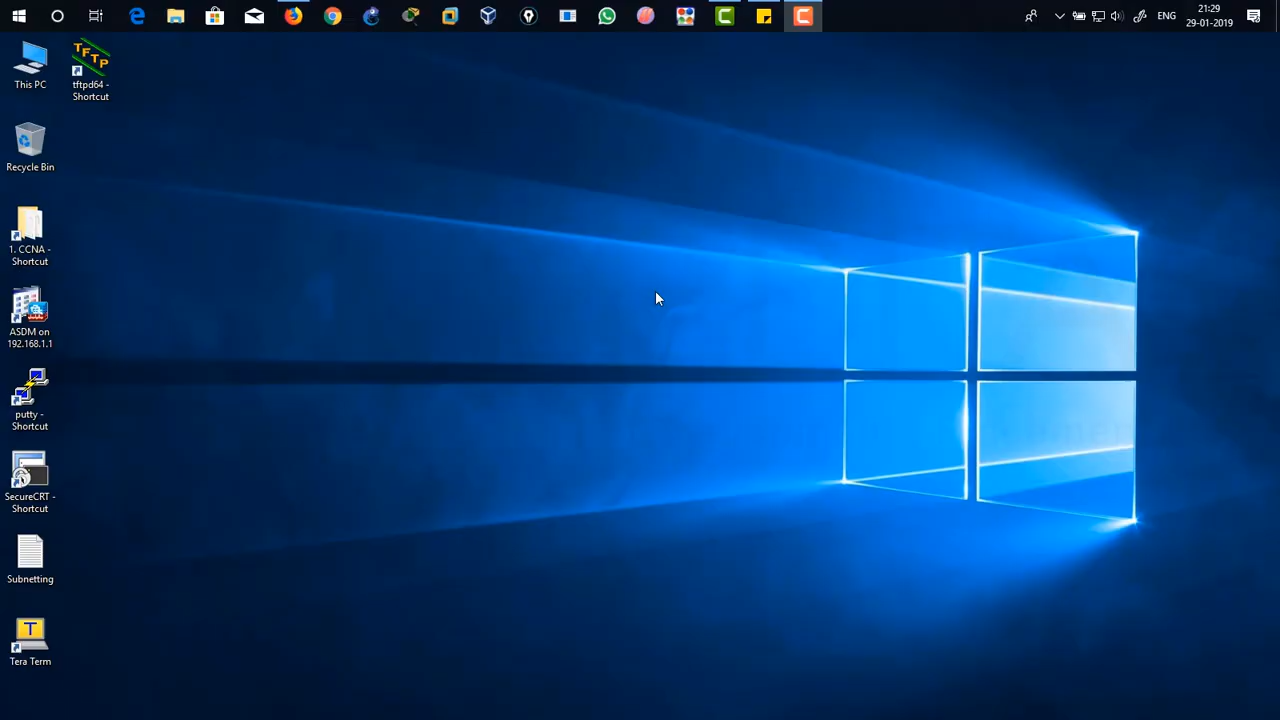 ENG
21:29
29-01-2019
This PC
TFTP
tftpd64 -
Shortcut
Recycle Bin
1. CCNA -
Shortcut
ASDM on
192.168.1.1
putty -
Shortcut
SecureCRT -
Shortcut
Subnetting
T
Tera Term